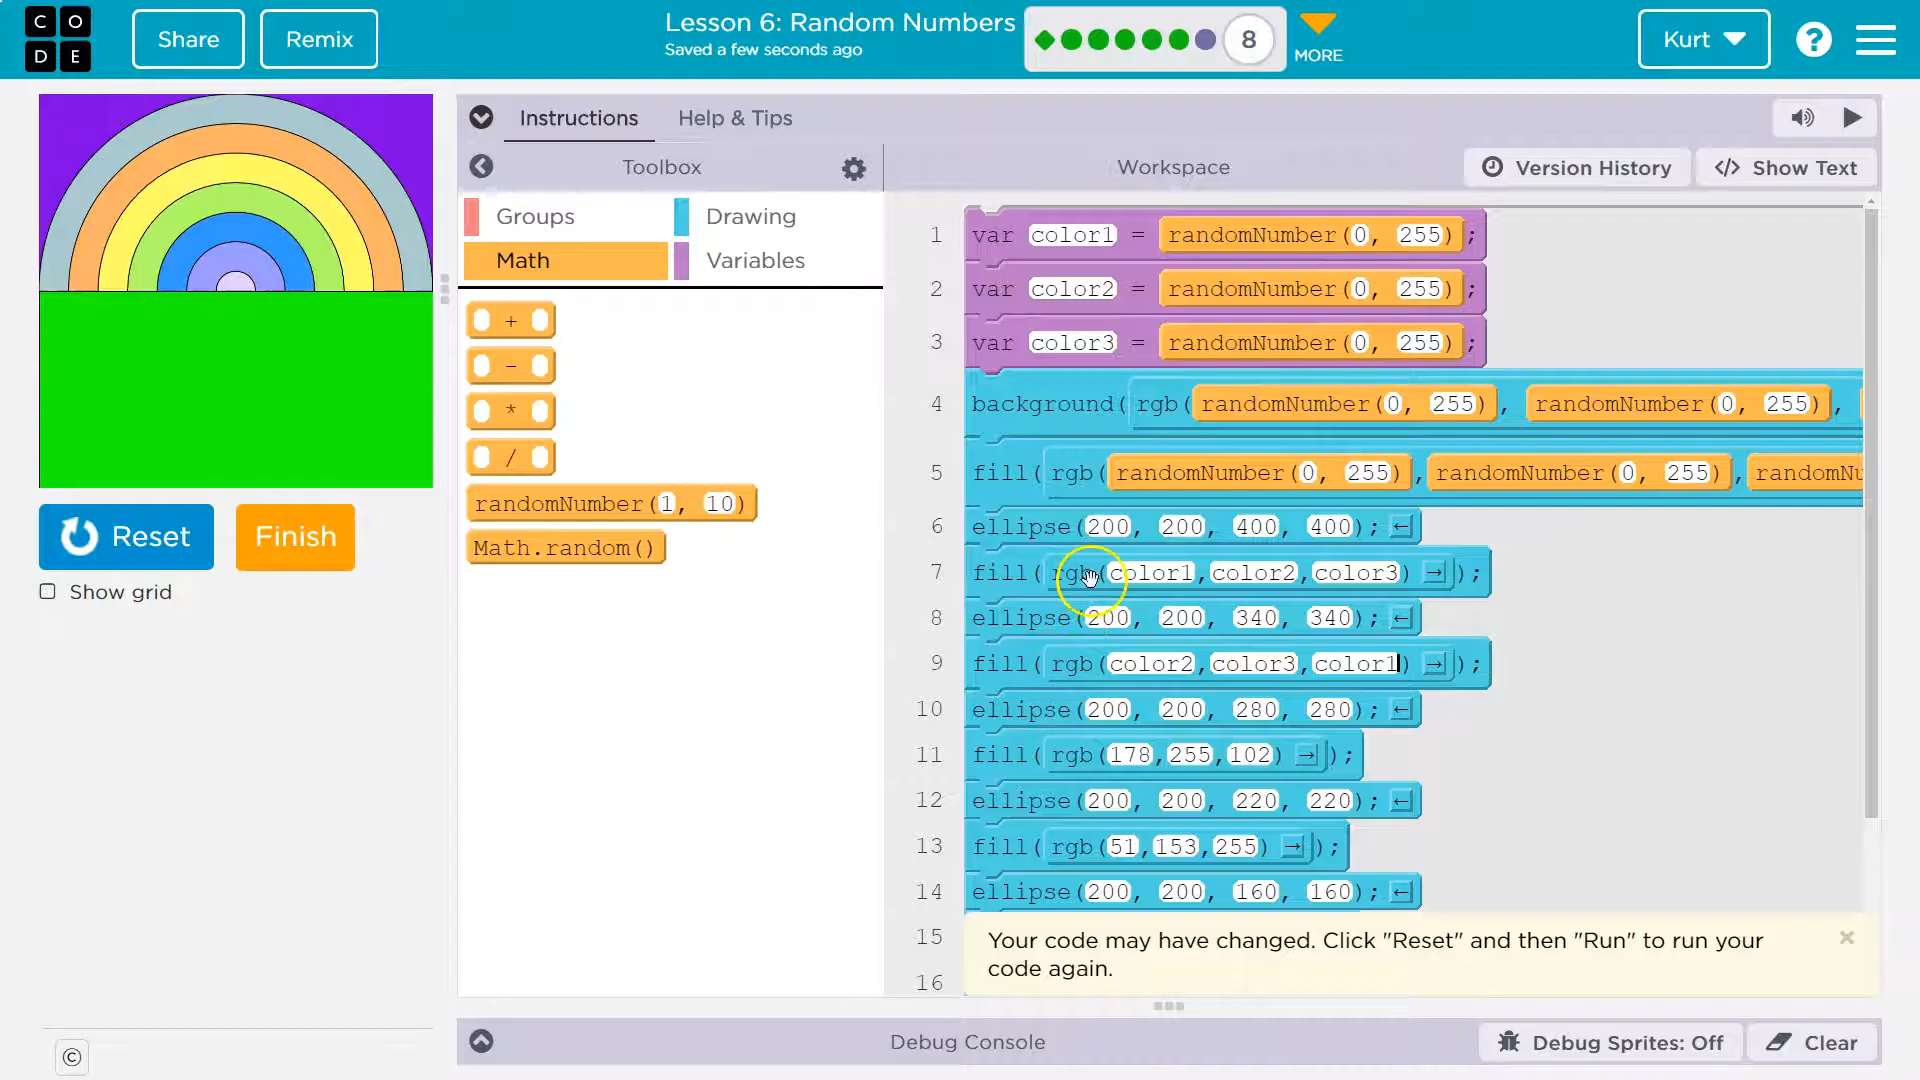 CODE
Share
Remix
Lesson 6: Random Numbers
Saved a few seconds ago
8
MORE
Kurt
?
Instructions
Help & Tips
Toolbox
Workspace
Version History
</> Show Text
Groups
Drawing
Math
Variables
+
-
*
/
randomNumber(1, 10)
Math.random()
Reset
Finish
Show grid
1 var color1 = randomNumber(0, 255);
2 var color2 = randomNumber(0, 255);
3 var color3 = randomNumber(0, 255);
4 background( rgb( randomNumber(0, 255), randomNumber(0, 255),
5 fill( rgb( randomNumber(0, 255), randomNumber(0, 255), randomNu
6 ellipse(200, 200, 400, 400); ←
7 fill( rgb(color1,color2,color3) → );
8 ellipse(200, 200, 340, 340); ←
9 fill( rgb(color2,color3,color1) → );
10 ellipse(200, 200, 280, 280); ←
11 fill( rgb(178,255,102) → );
12 ellipse(200, 200, 220, 220); ←
13 fill( rgb(51,153,255) → );
14 ellipse(200, 200, 160, 160); ←
15
16
Your code may have changed. Click "Reset" and then "Run" to run your
code again.
×
©
Debug Console
Debug Sprites: Off
Clear